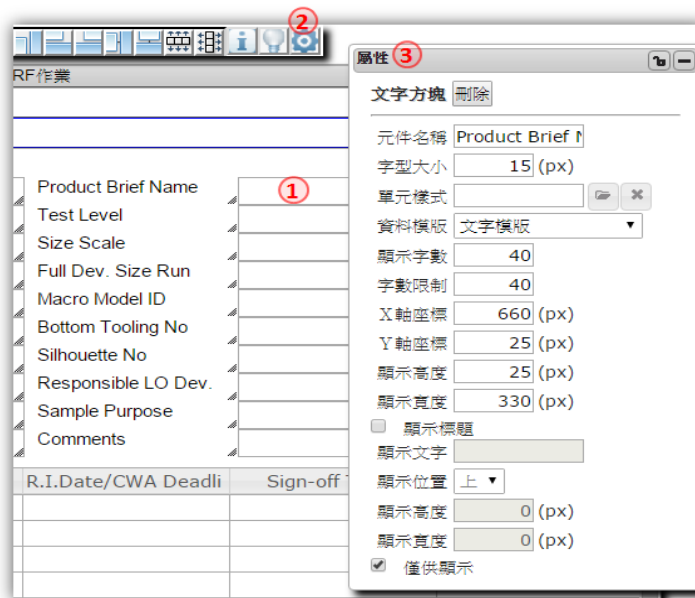 ②
RF作業
①
Product Brief Name
Test Level
Size Scale
Full Dev. Size Run
Macro Model ID
Bottom Tooling No
Silhouette No
Responsible LO Dev.
Sample Purpose
Comments
R.I.Date/CWA Deadli Sign-off
屬性 ③
文字方塊 刪除
元件名稱 Product Brief N
字型大小 15 (px)
單元樣式
資料模版 文字模版
顯示字數 40
字數限制 40
X軸座標 660 (px)
Y軸座標 25 (px)
顯示高度 25 (px)
顯示寬度 330 (px)
顯示標題
顯示文字
顯示位置 上
顯示高度 0 (px)
顯示寬度 0 (px)
僅供顯示